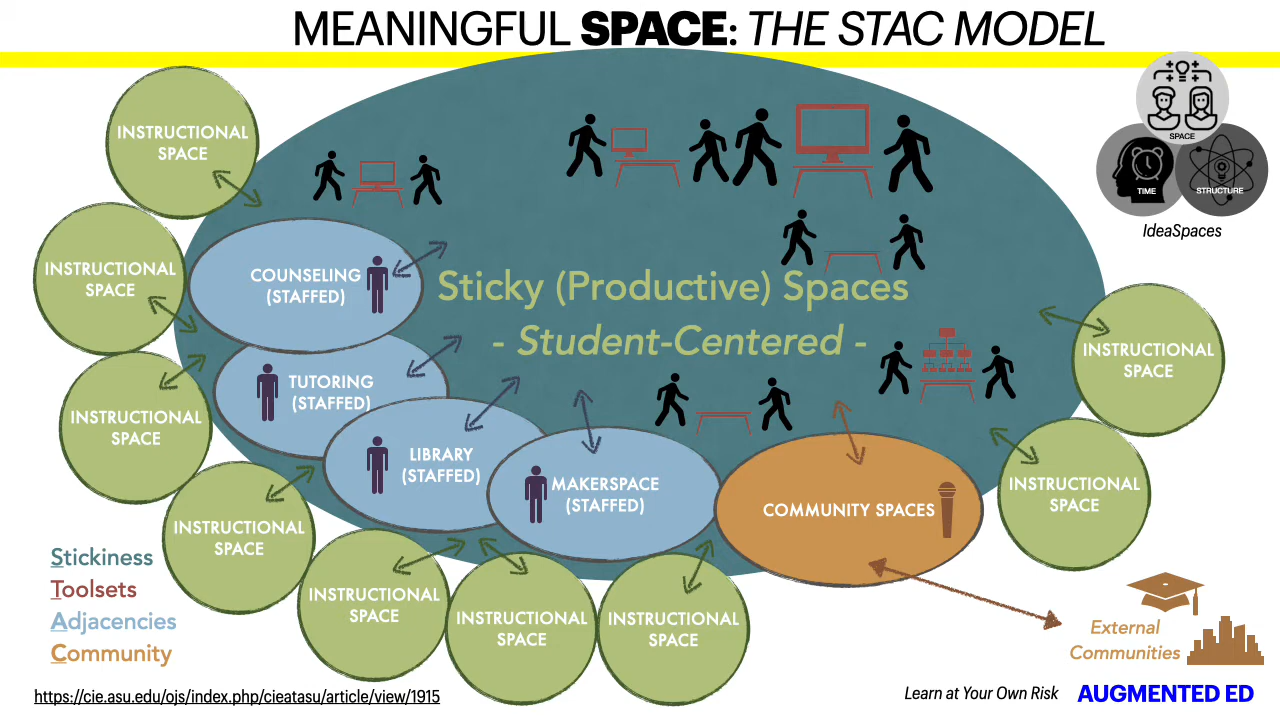 MEANINGFUL SPACE: THE STAC MODEL
SPACE
TIME
STRUCTURE
IdeaSpaces
INSTRUCTIONAL
SPACE
INSTRUCTIONAL
SPACE
INSTRUCTIONAL
SPACE
INSTRUCTIONAL
SPACE
INSTRUCTIONAL
SPACE
INSTRUCTIONAL
SPACE
INSTRUCTIONAL
SPACE
INSTRUCTIONAL
SPACE
INSTRUCTIONAL
SPACE
COUNSELING
(STAFFED)
TUTORING
(STAFFED)
LIBRARY
(STAFFED)
MAKERSPACE
(STAFFED)
COMMUNITY SPACES
Sticky (Productive) Spaces
- Student-Centered -
Stickiness
Toolsets
Adjacencies
Community
External
Communities
https://cie.asu.edu/ojs/index.php/cieatasu/article/view/1915
Learn at Your Own Risk
AUGMENTED ED